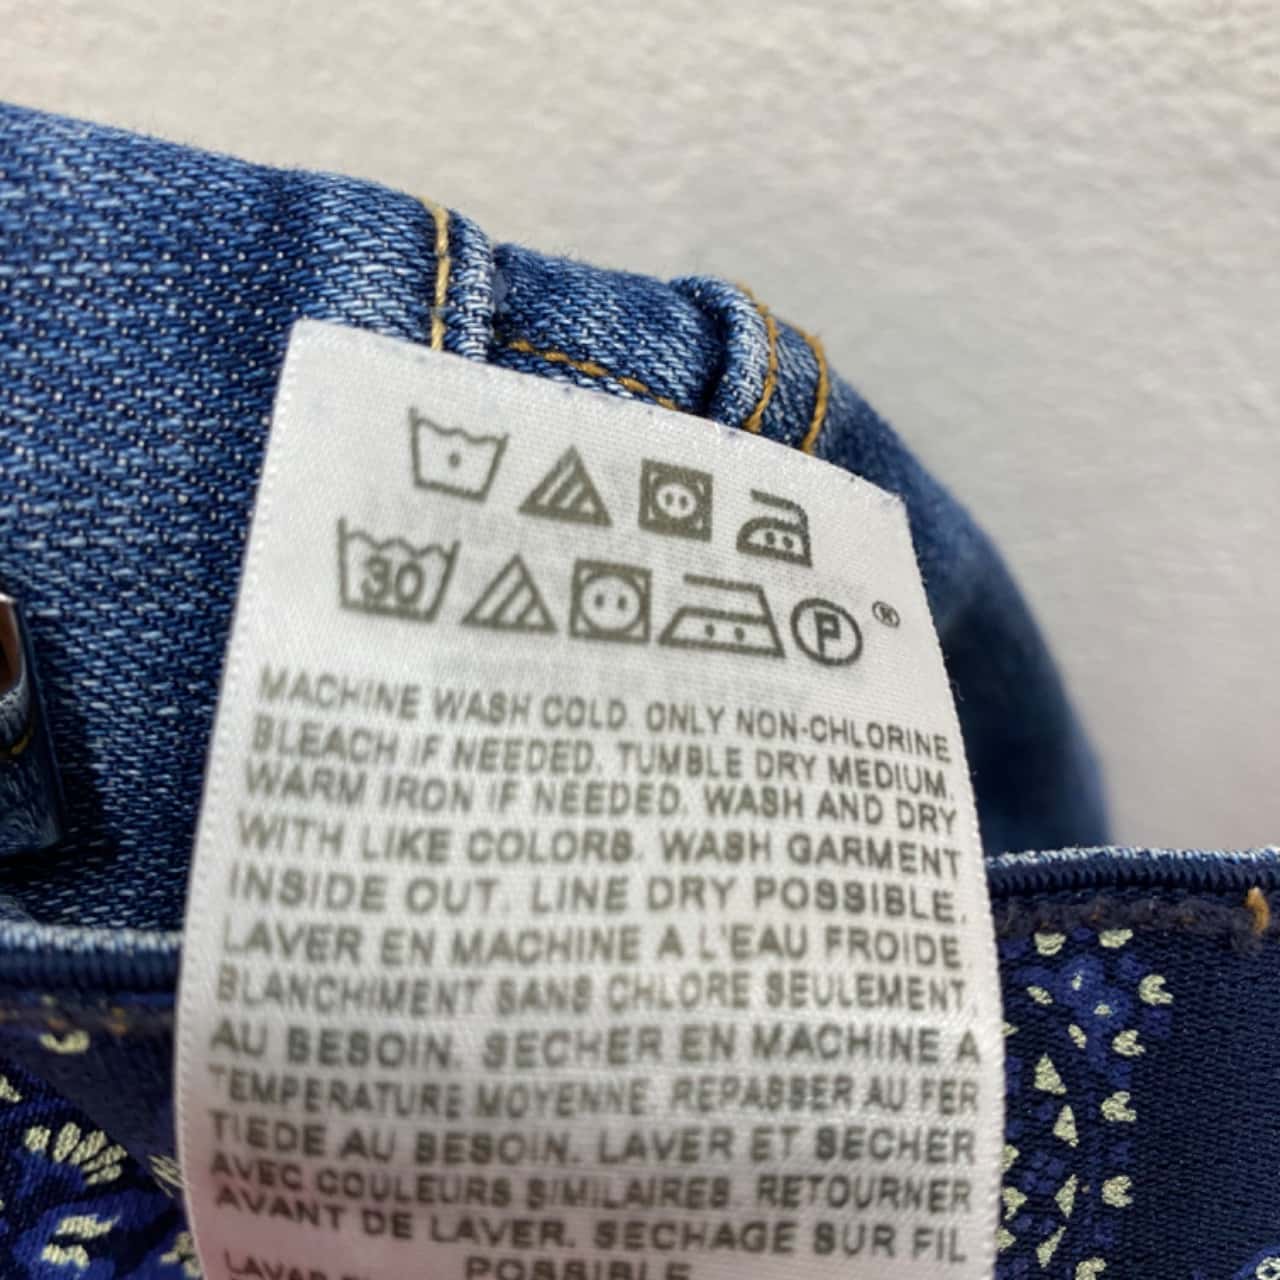 30 P ®
MACHINE WASH COLD. ONLY NON-CHLORINE
BLEACH IF NEEDED. TUMBLE DRY MEDIUM.
WARM IRON IF NEEDED. WASH AND DRY
WITH LIKE COLORS. WASH GARMENT
INSIDE OUT. LINE DRY POSSIBLE.
LAVER EN MACHINE A L'EAU FROIDE
BLANCHIMENT SANS CHLORE SEULEMENT
AU BESOIN. SECHER EN MACHINE A
TEMPERATURE MOYENNE. REPASSER AU FER
TIEDE AU BESOIN. LAVER ET SECHER
AVEC COULEURS SIMILAIRES. RETOURNER
AVANT DE LAVER. SECHAGE SUR FIL
POSSIBLE
LAVAR